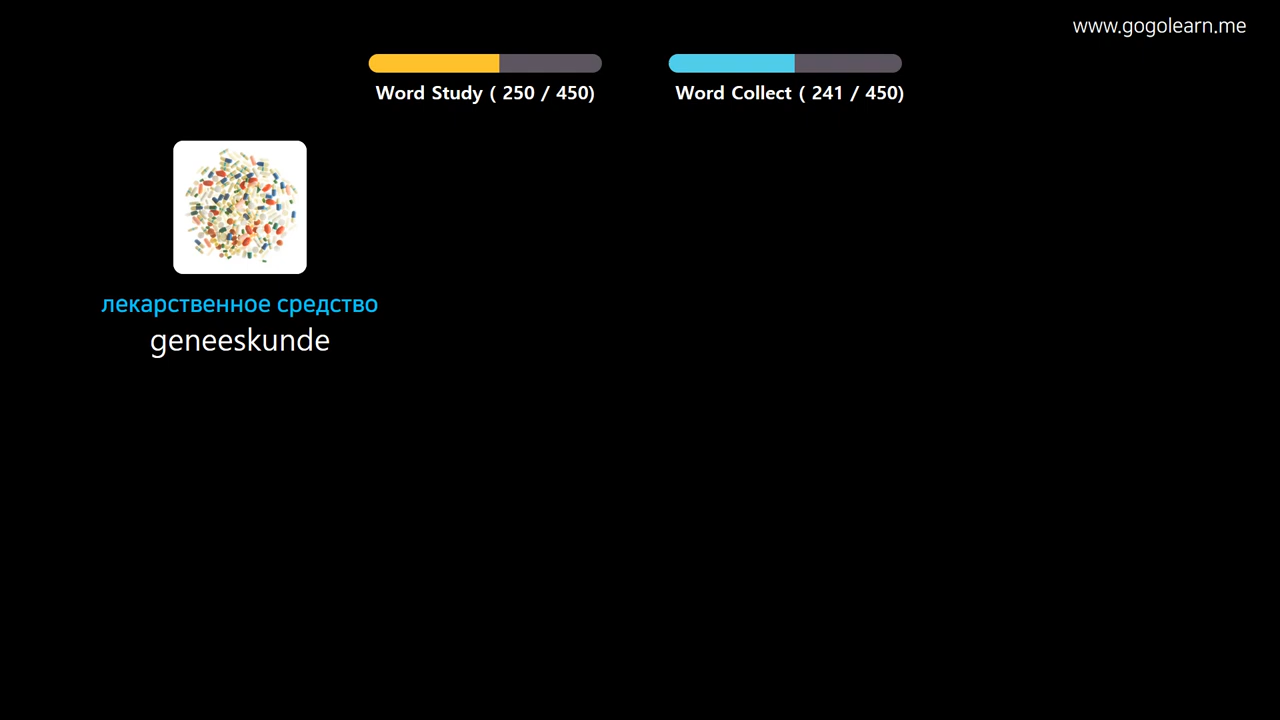 www.gogolearn.me
Word Study ( 250 / 450)
Word Collect ( 241 / 450)
лекарственное средство
geneeskunde